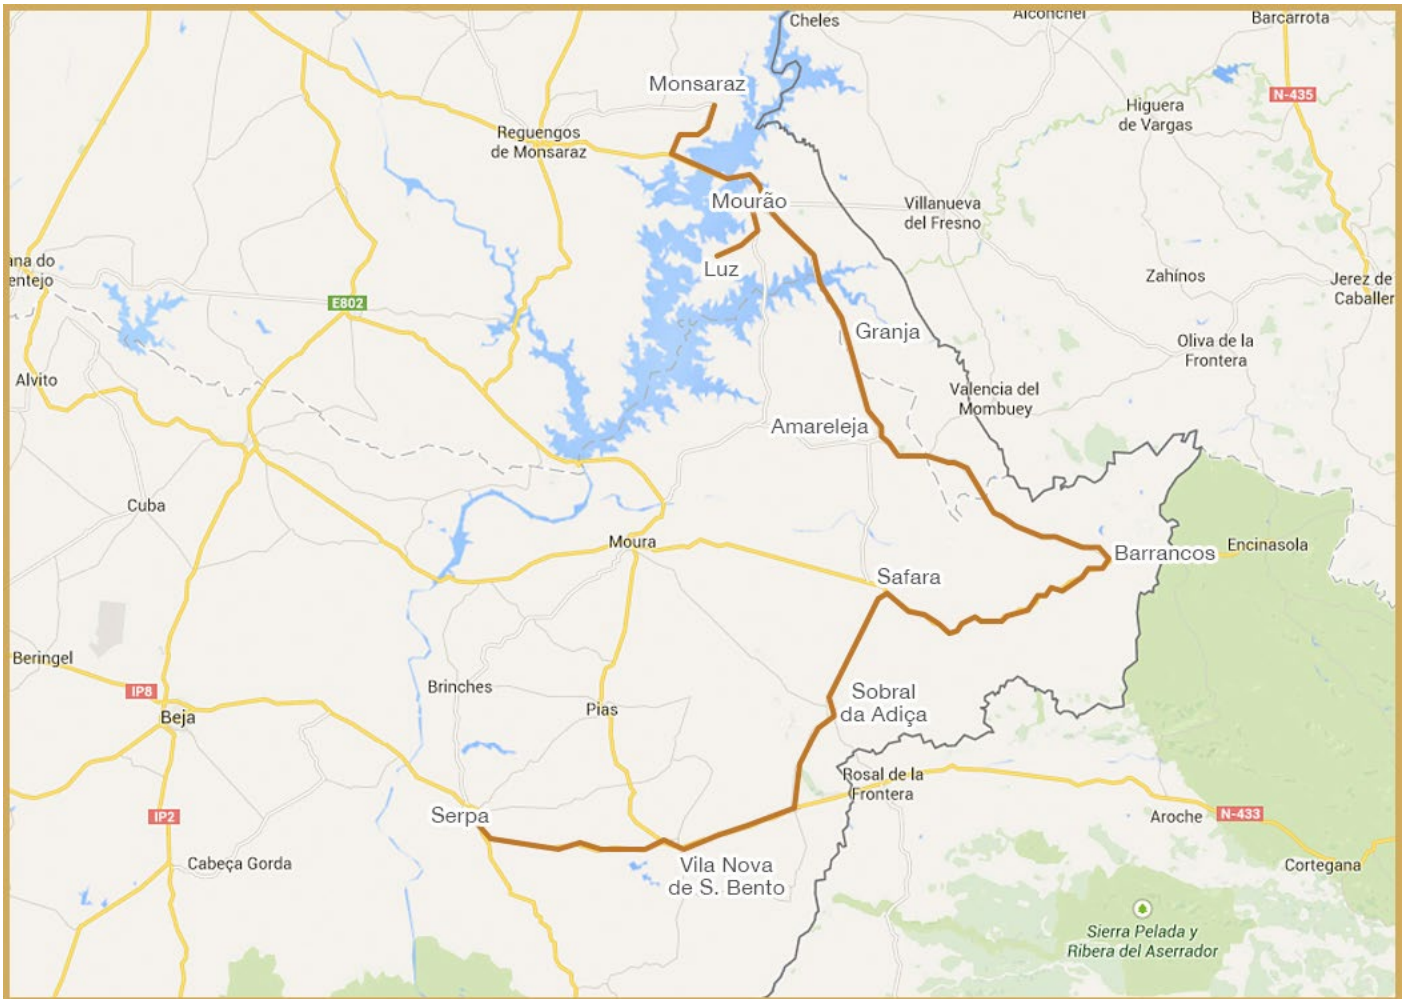 Cheles
Alconchel
Barcarrota
Monsaraz
N-435
Higuera
de Vargas
Reguengos
de Monsaraz
Mourão
Villanueva
del Fresno
ana do
entejo
Luz
Zahínos
Jerez de
Caballer
E802
Granja
Oliva de la
Frontera
Alvito
Valencia del
Mombuey
Amareleja
Cuba
Moura
Barrancos
Encinasola
Safara
Beringel
IP8
Brinches
Sobral
da Adiça
Beja
Pias
Rosal de la
Frontera
IP2
Serpa
Aroche
N-433
Cabeça Gorda
Vila Nova
de S. Bento
Cortegana
Sierra Pelada y
Ribera del Aserrador